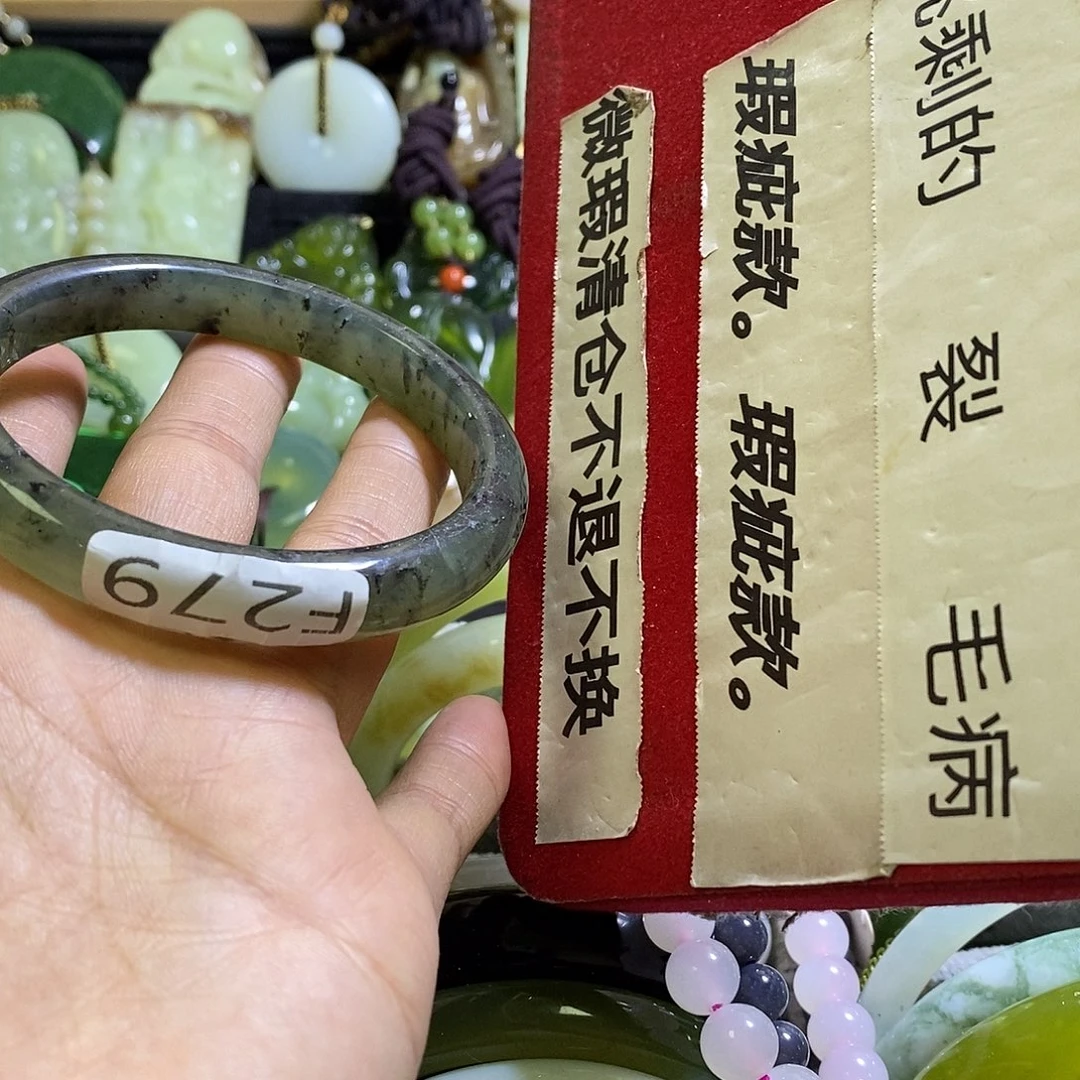 剩的 裂 毛病
瑕疵款。瑕疵款。
微瑕清仓不退不换
F279